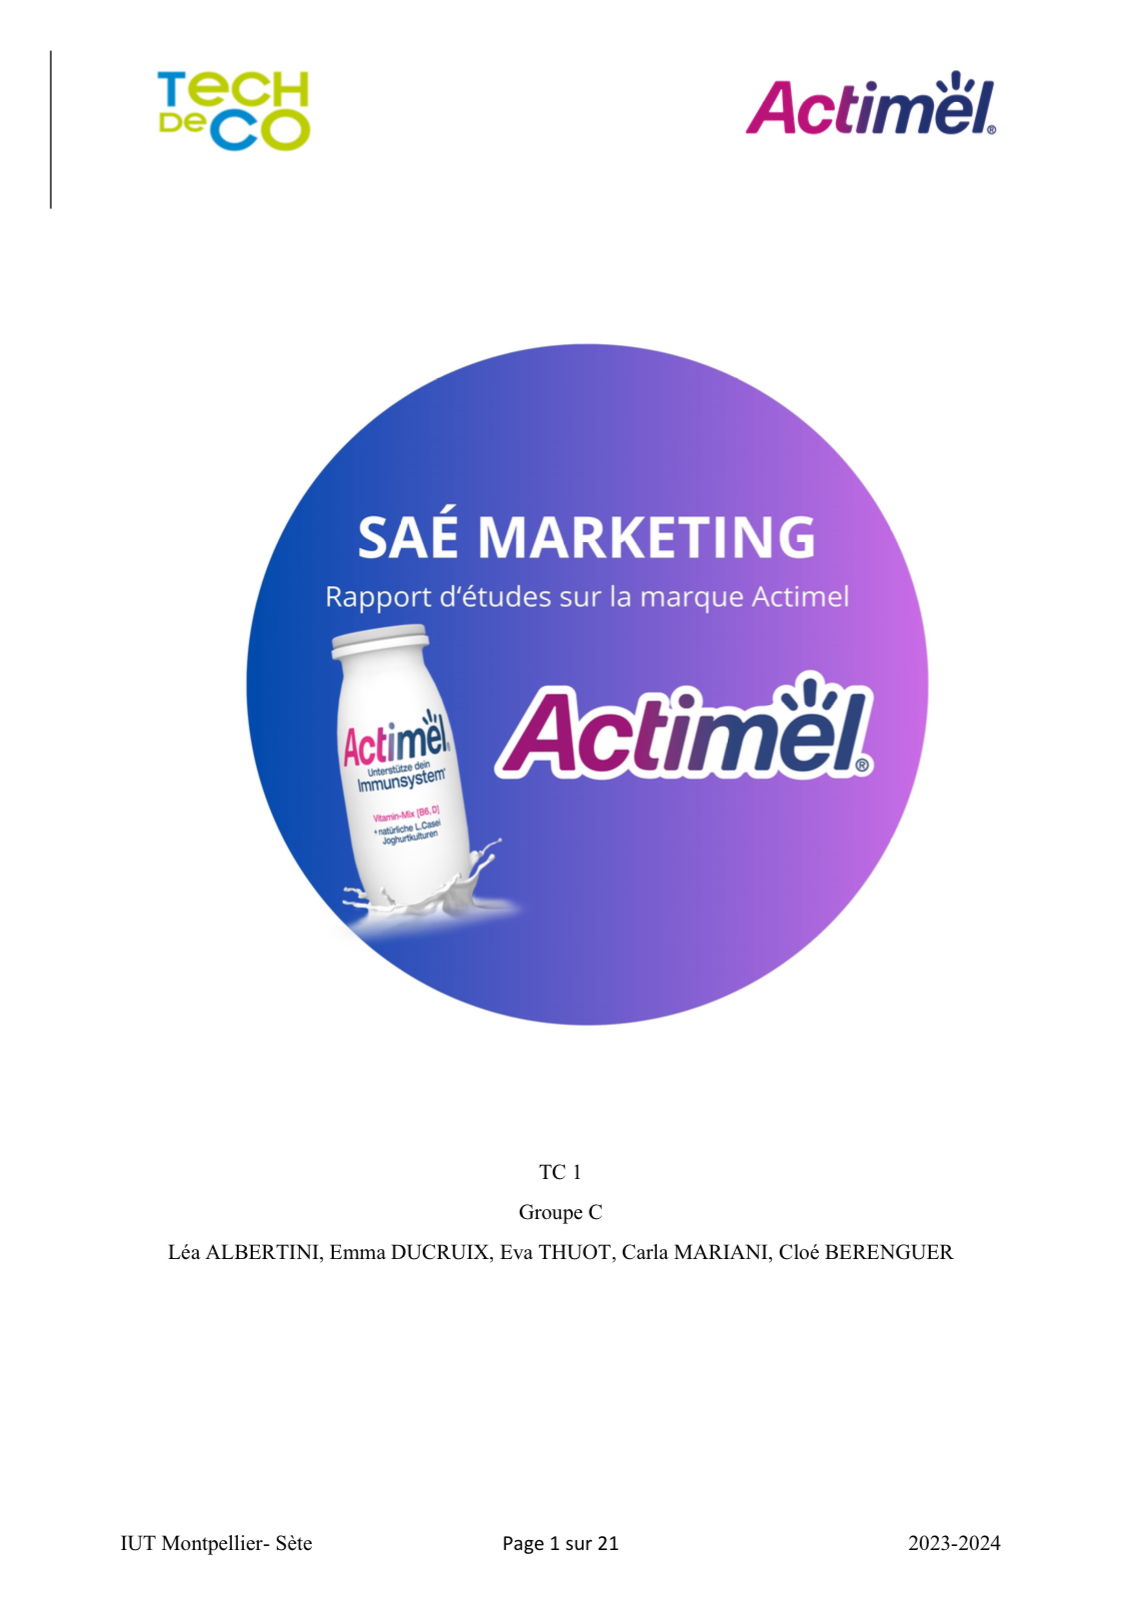 TECH
DeCO
Actimel®
SAÉ MARKETING
Rapport d'études sur la marque Actimel
Actimel®
Unterstütze dein
Immunsystem*
Vitamin-Mix [B6, D]
+ natürliche L.Casei
Joghurtkulturen
Actimel®
TC 1
Groupe C
Léa ALBERTINI, Emma DUCRUIX, Eva THUOT, Carla MARIANI, Cloé BERENGUER
IUT Montpellier- Sète Page 1 sur 21 2023-2024